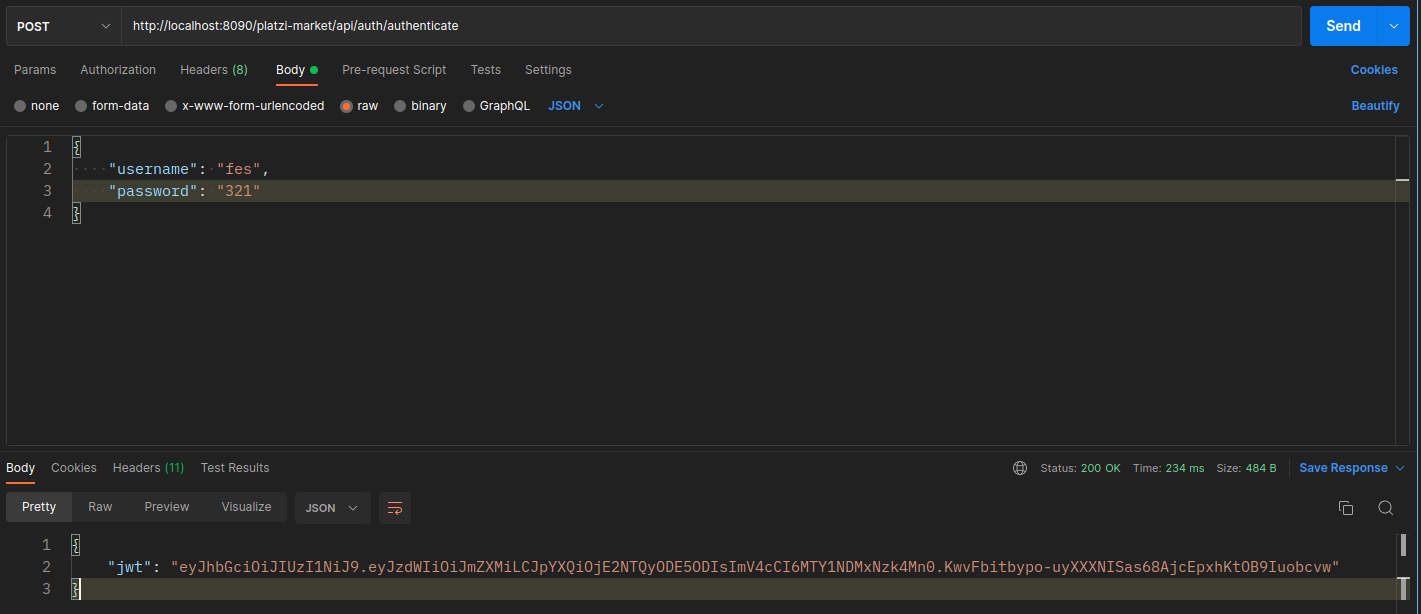 POST http://localhost:8090/platzi-market/api/auth/authenticate Send
Params Authorization Headers (8) Body Pre-request Script Tests Settings Cookies
none form-data x-www-form-urlencoded raw binary GraphQL JSON Beautify
1 {
2 "username": "fes",
3 "password": "321"
4 }
Body Cookies Headers (11) Test Results Status: 200 OK Time: 234 ms Size: 484 B Save Response
Pretty Raw Preview Visualize JSON
1 {
2 "jwt": "eyJhbGciOiJIUzI1NiJ9.eyJzdWIiOiJmZXMiLCJpYXQiOjE2NTQyODE5ODIsImV4cCI6MTY1NDMxNzk4Mn0.KwvFbitbypo-uyXXXNISas68AjcEpxhKtOB9Iuobcvw"
3 }